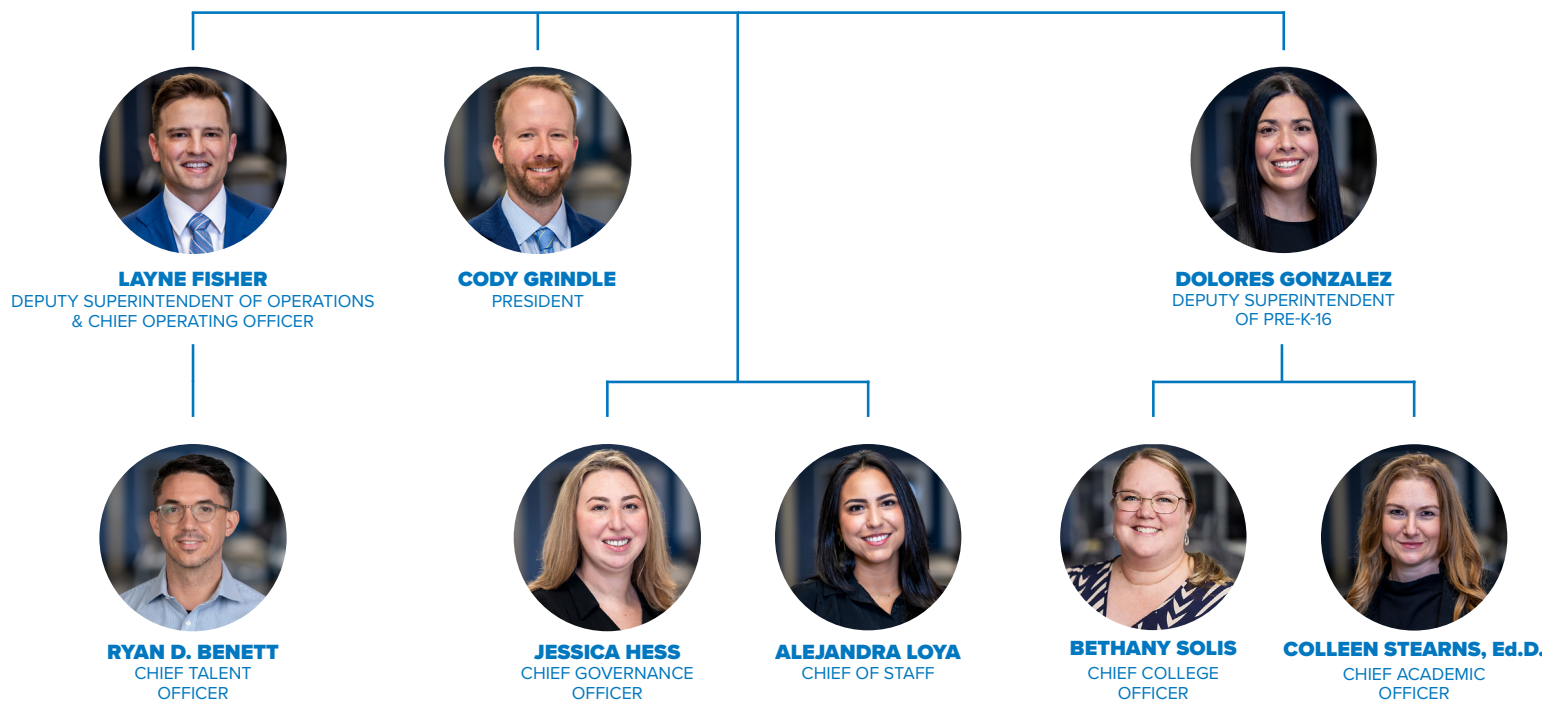 LAYNE FISHER
DEPUTY SUPERINTENDENT OF OPERATIONS
& CHIEF OPERATING OFFICER
CODY GRINDLE
PRESIDENT
DOLORES GONZALEZ
DEPUTY SUPERINTENDENT
OF PRE-K-16
RYAN D. BENETT
CHIEF TALENT
OFFICER
JESSICA HESS
CHIEF GOVERNANCE
OFFICER
ALEJANDRA LOYA
CHIEF OF STAFF
BETHANY SOLIS
CHIEF COLLEGE
OFFICER
COLLEEN STEARNS, Ed.D.
CHIEF ACADEMIC
OFFICER